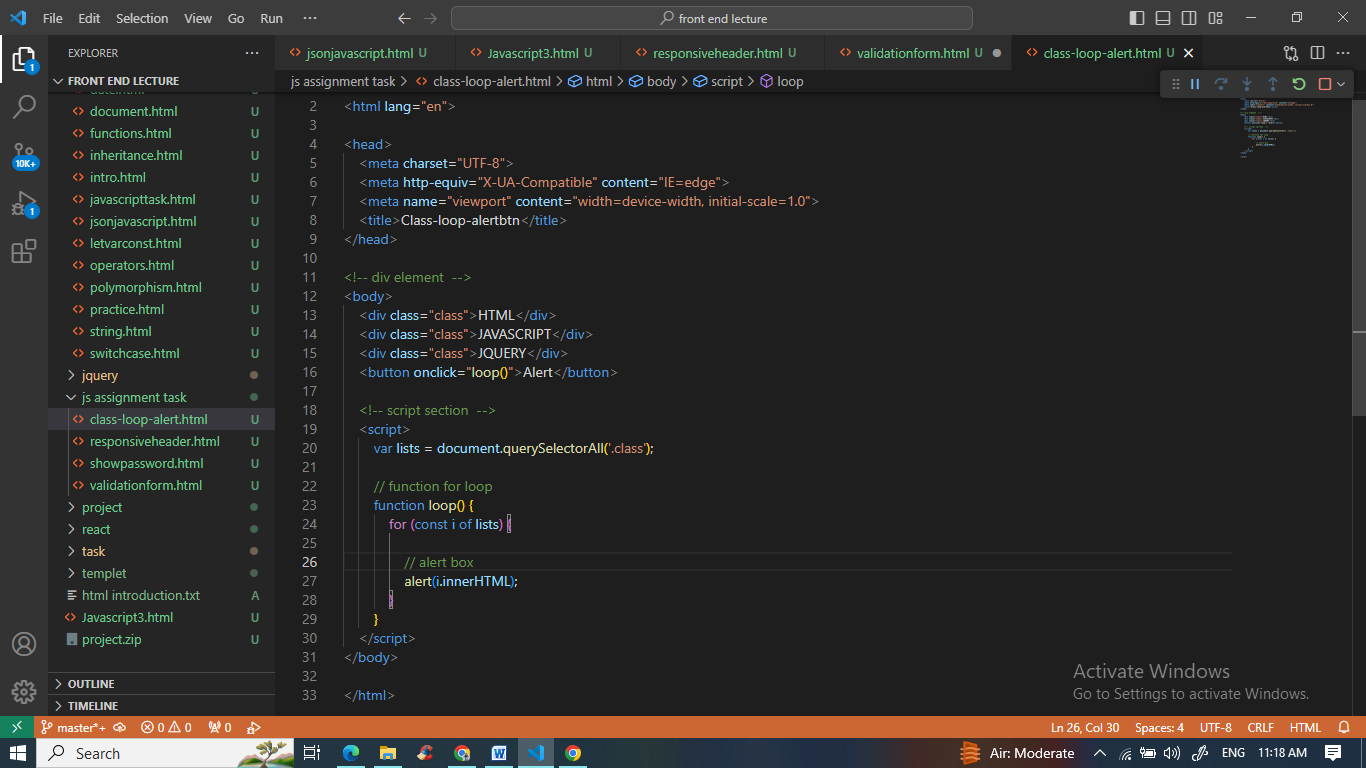 File Edit Selection View Go Run ··· front end lecture
EXPLORER ···
jsonjavascript.html U Javascript3.html U responsiveheader.html U validationform.html U class-loop-alert.html U
js assignment task > class-loop-alert.html > html > body > script > loop
1
10K+
1
FRONT END LECTURE
document.html U
functions.html U
inheritance.html U
intro.html U
javascripttask.html U
jsonjavascript.html U
letvarconst.html U
operators.html U
polymorphism.html U
practice.html U
string.html U
switchcase.html U
jquery
js assignment task
class-loop-alert.html U
responsiveheader.html U
showpassword.html U
validationform.html U
project
react
task
templet
html introduction.txt A
Javascript3.html U
project.zip U
OUTLINE
TIMELINE
2 <html lang="en">
3
4 <head>
5 <meta charset="UTF-8">
6 <meta http-equiv="X-UA-Compatible" content="IE=edge">
7 <meta name="viewport" content="width=device-width, initial-scale=1.0">
8 <title>Class-loop-alertbtn</title>
9 </head>
10
11 <!-- div element -->
12 <body>
13 <div class="class">HTML</div>
14 <div class="class">JAVASCRIPT</div>
15 <div class="class">JQUERY</div>
16 <button onclick="loop()">Alert</button>
17
18 <!-- script section -->
19 <script>
20 var lists = document.querySelectorAll('.class');
21
22 // function for loop
23 function loop() {
24 for (const i of lists) {
25
26 // alert box
27 alert(i.innerHTML);
28 }
29 }
30 </script>
31 </body>
32
33 </html>
Activate Windows
Go to Settings to activate Windows.
master*+ 0 0 0 Ln 26, Col 30 Spaces: 4 UTF-8 CRLF HTML
Search Air: Moderate ENG 11:18 AM